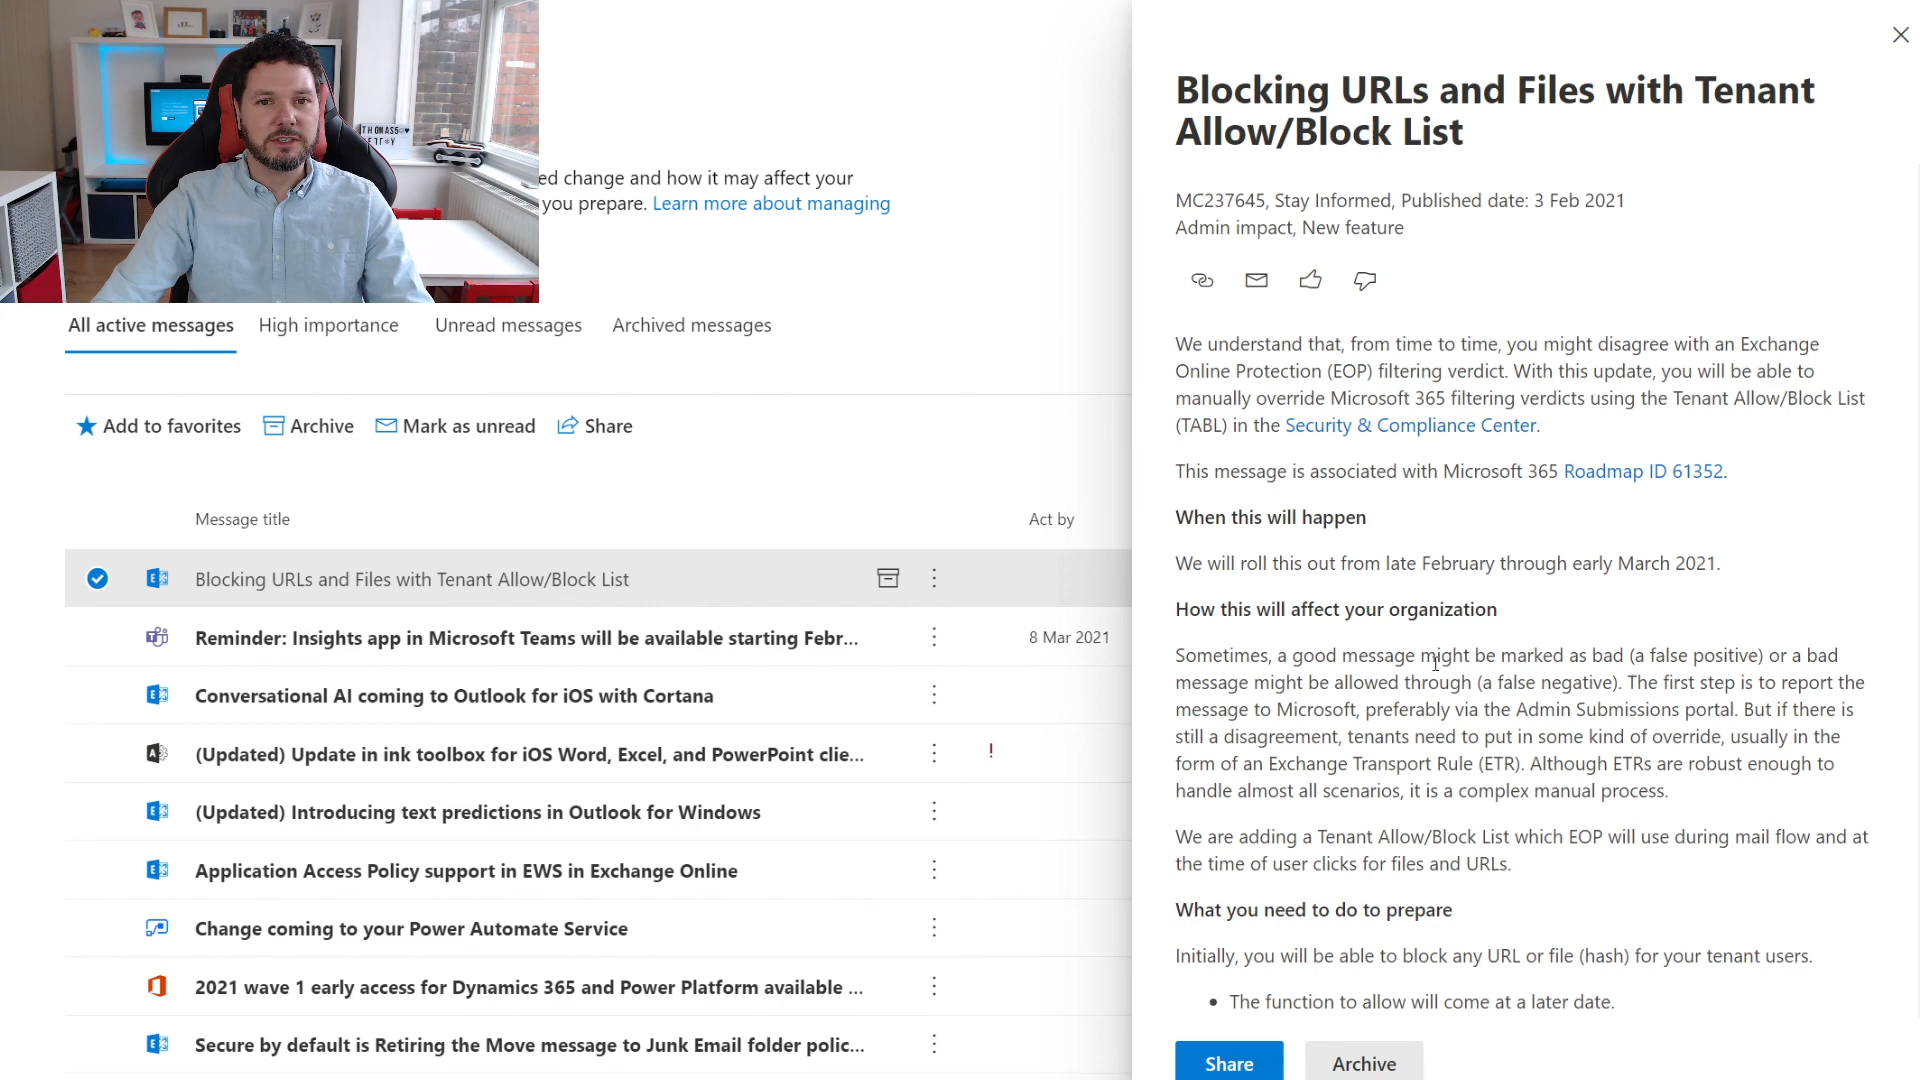 ed change and how it may affect your
you prepare. Learn more about managing
All active messages
High importance
Unread messages
Archived messages
Add to favorites
Archive
Mark as unread
Share
Message title
Act by
Blocking URLs and Files with Tenant Allow/Block List
Reminder: Insights app in Microsoft Teams will be available starting Febr...
8 Mar 2021
Conversational AI coming to Outlook for iOS with Cortana
(Updated) Update in ink toolbox for iOS Word, Excel, and PowerPoint clie...
(Updated) Introducing text predictions in Outlook for Windows
Application Access Policy support in EWS in Exchange Online
Change coming to your Power Automate Service
2021 wave 1 early access for Dynamics 365 and Power Platform available ...
Secure by default is Retiring the Move message to Junk Email folder polic...
Blocking URLs and Files with Tenant
Allow/Block List
MC237645, Stay Informed, Published date: 3 Feb 2021
Admin impact, New feature
We understand that, from time to time, you might disagree with an Exchange
Online Protection (EOP) filtering verdict. With this update, you will be able to
manually override Microsoft 365 filtering verdicts using the Tenant Allow/Block List
(TABL) in the Security & Compliance Center.
This message is associated with Microsoft 365 Roadmap ID 61352.
When this will happen
We will roll this out from late February through early March 2021.
How this will affect your organization
Sometimes, a good message might be marked as bad (a false positive) or a bad
message might be allowed through (a false negative). The first step is to report the
message to Microsoft, preferably via the Admin Submissions portal. But if there is
still a disagreement, tenants need to put in some kind of override, usually in the
form of an Exchange Transport Rule (ETR). Although ETRs are robust enough to
handle almost all scenarios, it is a complex manual process.
We are adding a Tenant Allow/Block List which EOP will use during mail flow and at
the time of user clicks for files and URLs.
What you need to do to prepare
Initially, you will be able to block any URL or file (hash) for your tenant users.
• The function to allow will come at a later date.
Share
Archive